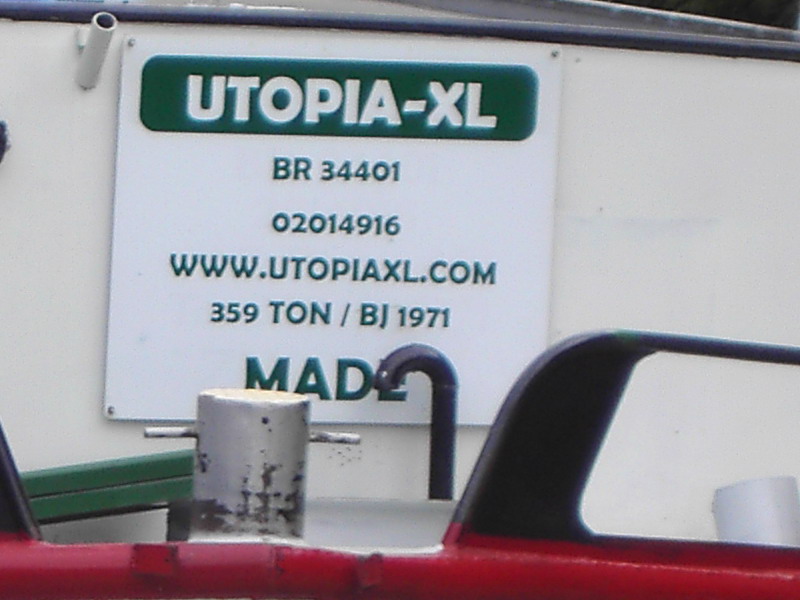 UTOPIA-XL
BR 34401
02014916
WWW.UTOPIAXL.COM
359 TON / BJ 1971
MADE